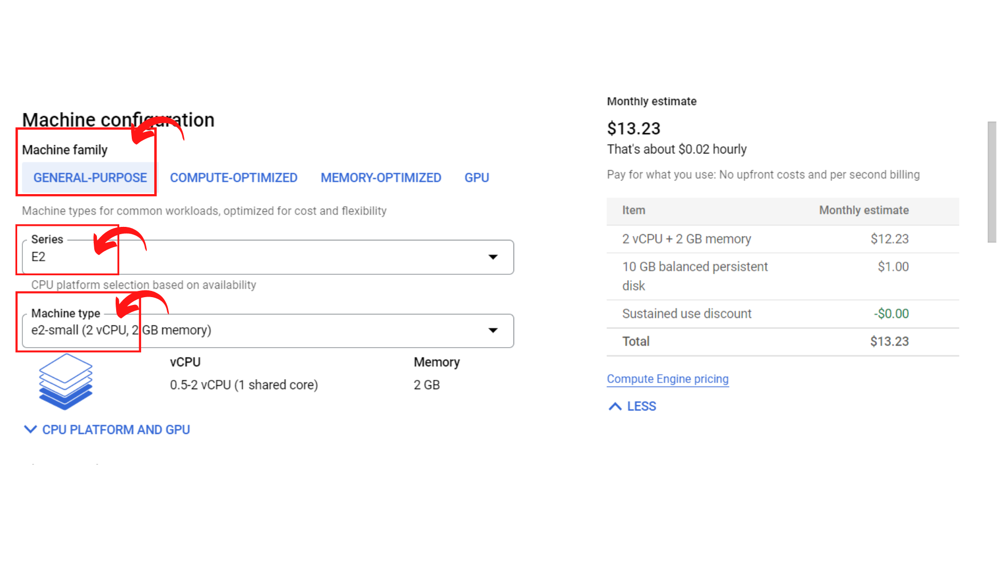 Machine configuration
Machine family
GENERAL-PURPOSE COMPUTE-OPTIMIZED MEMORY-OPTIMIZED GPU
Machine types for common workloads, optimized for cost and flexibility
Series
E2
CPU platform selection based on availability
Machine type
e2-small (2 vCPU, 2 GB memory)
vCPU Memory
0.5-2 vCPU (1 shared core) 2 GB
CPU PLATFORM AND GPU
Monthly estimate
$13.23
That's about $0.02 hourly
Pay for what you use: No upfront costs and per second billing
Item Monthly estimate
2 vCPU + 2 GB memory $12.23
10 GB balanced persistent $1.00
disk
Sustained use discount -$0.00
Total $13.23
Compute Engine pricing
LESS